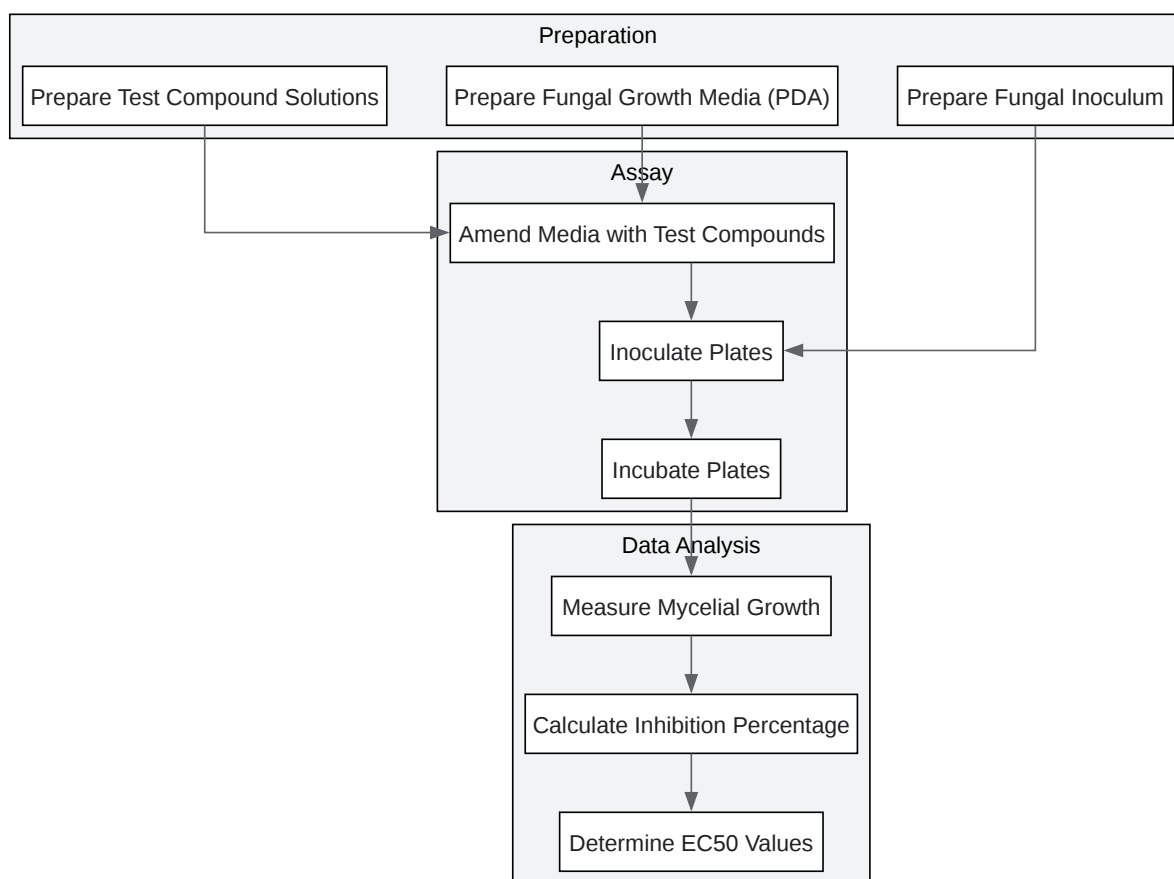 Preparation
Prepare Test Compound Solutions
Prepare Fungal Growth Media (PDA)
Prepare Fungal Inoculum
Assay
Amend Media with Test Compounds
Inoculate Plates
Incubate Plates
Data Analysis
Measure Mycelial Growth
Calculate Inhibition Percentage
Determine EC50 Values